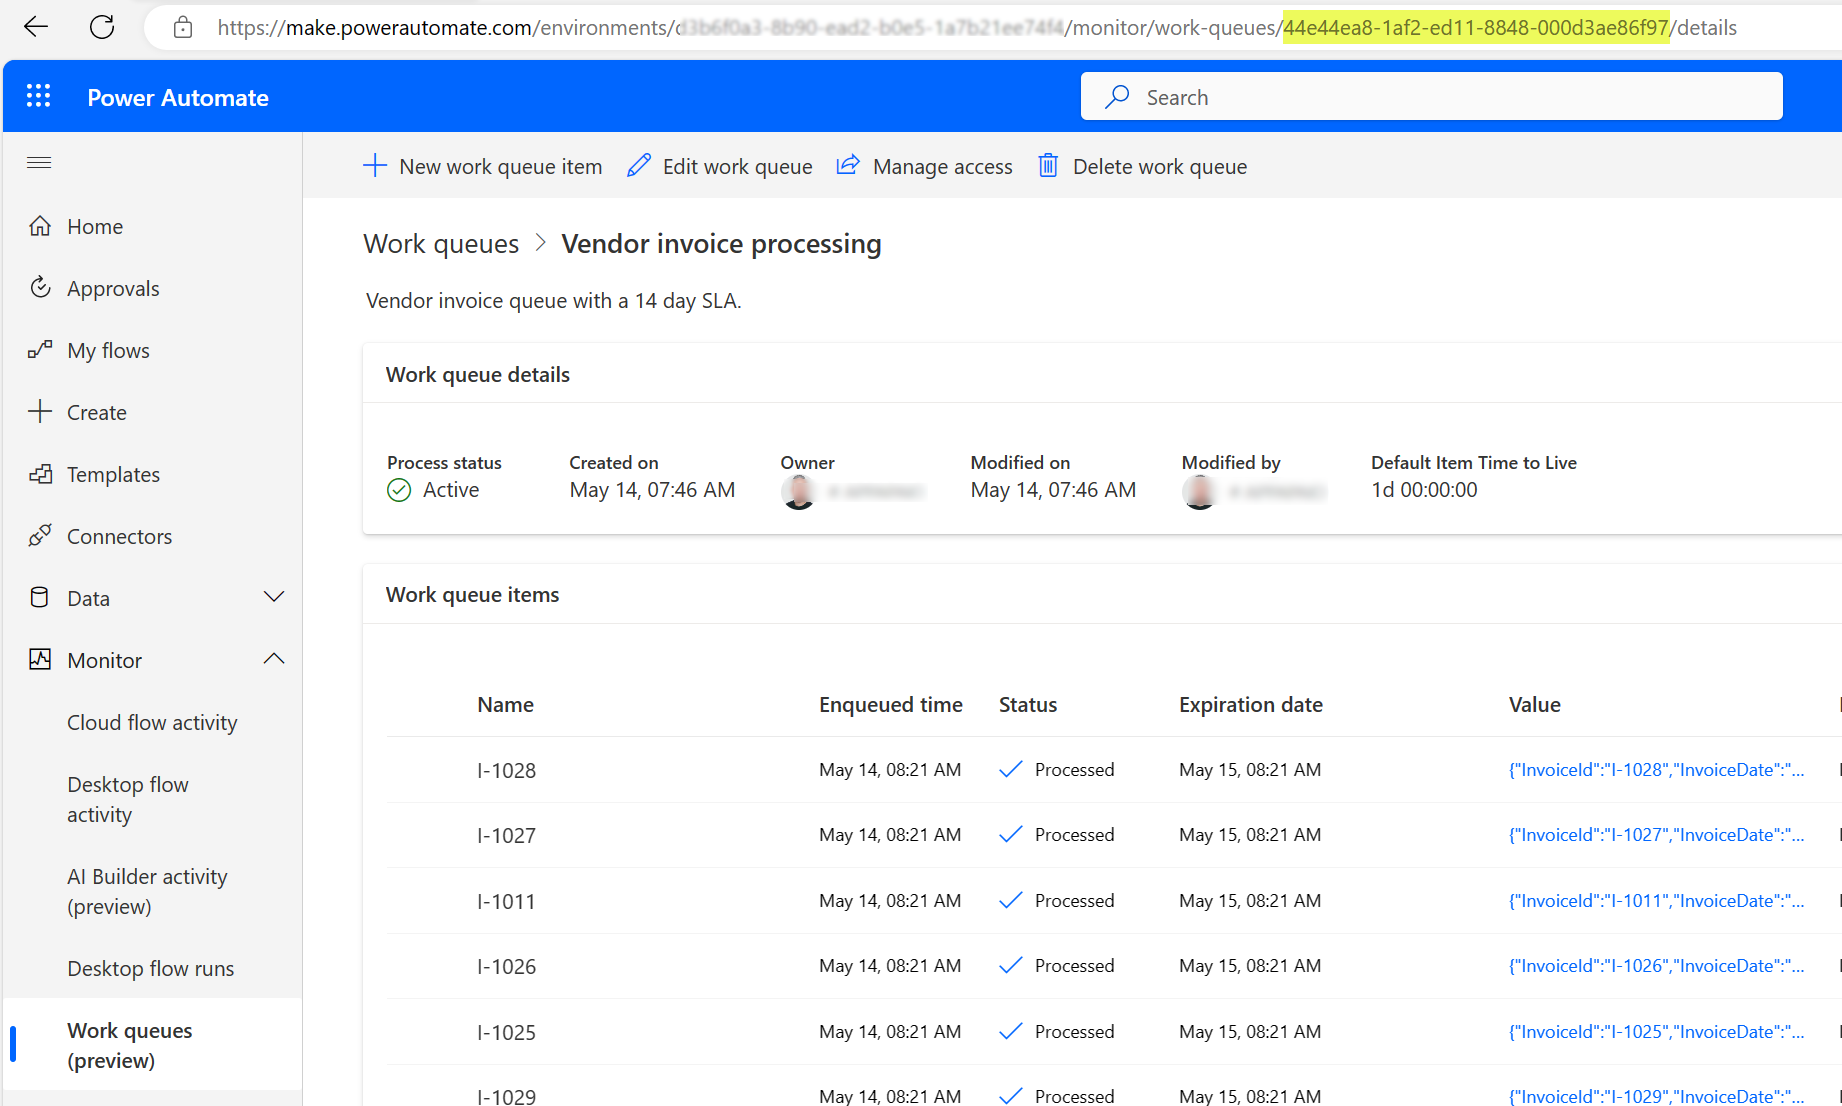 https://make.powerautomate.com/environments/d3b6f0a3-8b90-ead2-b0e5-1a7b21ee74f4/monitor/work-queues/44e44ea8-1af2-ed11-8848-000d3ae86f97/details
Power Automate
Search
New work queue item
Edit work queue
Manage access
Delete work queue
Home
Approvals
My flows
Create
Templates
Connectors
Data
Monitor
Cloud flow activity
Desktop flow
activity
AI Builder activity
(preview)
Desktop flow runs
Work queues
(preview)
Work queues > Vendor invoice processing
Vendor invoice queue with a 14 day SLA.
Work queue details
Process status Created on Owner Modified on Modified by Default Item Time to Live
Active May 14, 07:46 AM May 14, 07:46 AM 1d 00:00:00
Work queue items
Name Enqueued time Status Expiration date Value
I-1028 May 14, 08:21 AM Processed May 15, 08:21 AM {"InvoiceId":"I-1028","InvoiceDate":"...
I-1027 May 14, 08:21 AM Processed May 15, 08:21 AM {"InvoiceId":"I-1027","InvoiceDate":"...
I-1011 May 14, 08:21 AM Processed May 15, 08:21 AM {"InvoiceId":"I-1011","InvoiceDate":"...
I-1026 May 14, 08:21 AM Processed May 15, 08:21 AM {"InvoiceId":"I-1026","InvoiceDate":"...
I-1025 May 14, 08:21 AM Processed May 15, 08:21 AM {"InvoiceId":"I-1025","InvoiceDate":"...
I-1029 May 14, 08:21 AM Processed May 15, 08:21 AM {"InvoiceId":"I-1029","InvoiceDate":"...